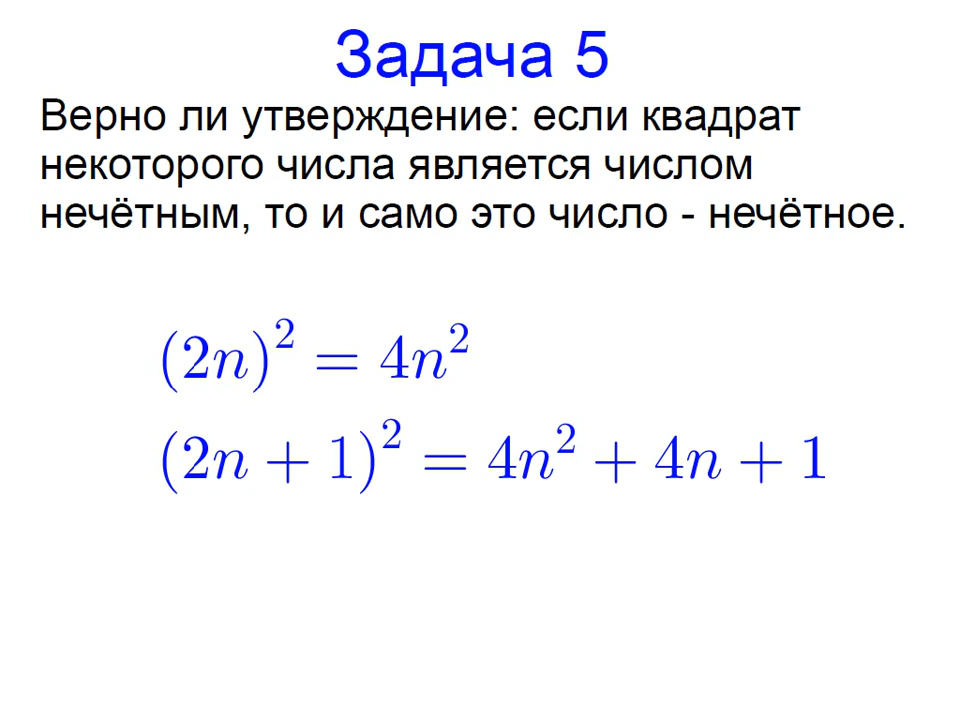 Задача 5
Верно ли утверждение: если квадрат
некоторого числа является числом
нечётным, то и само это число - нечётное.
(2n)² = 4n²
(2n + 1)² = 4n² + 4n + 1